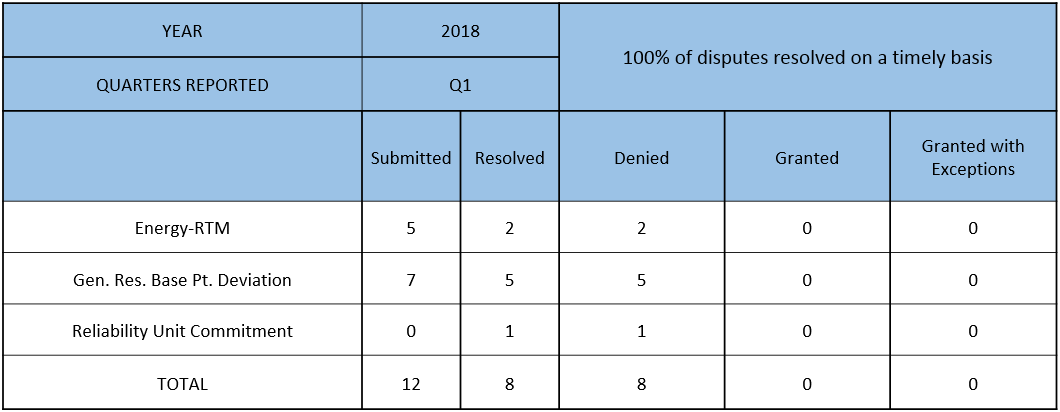 YEAR 2018 100% of disputes resolved on a timely basis
QUARTERS REPORTED Q1
Submitted Resolved Denied Granted Granted with Exceptions
Energy-RTM 5 2 2 0 0
Gen. Res. Base Pt. Deviation 7 5 5 0 0
Reliability Unit Commitment 0 1 1 0 0
TOTAL 12 8 8 0 0